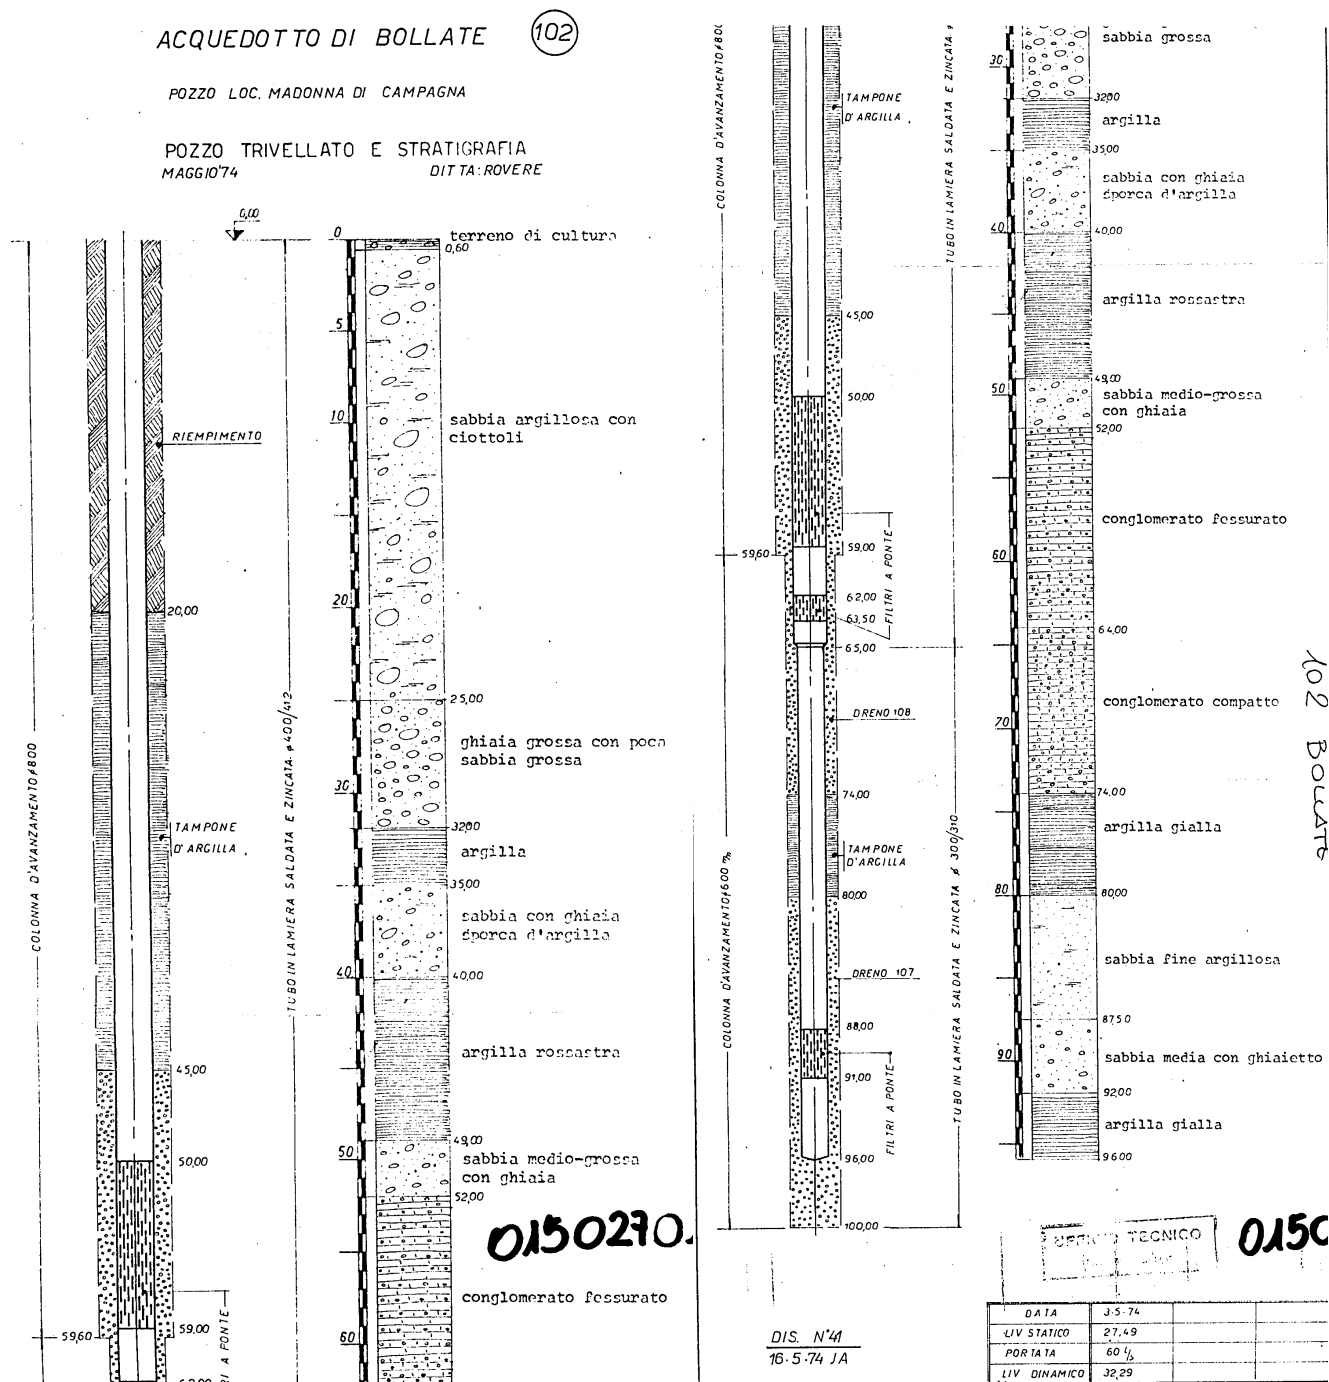 ACQUEDOTTO DI BOLLATE 102
POZZO LOC. MADONNA DI CAMPAGNA
POZZO TRIVELLATO E STRATIGRAFIA
MAGGIO'74 DITTA: ROVERE
0,00
0
terreno di cultura
0,60
5
10
sabbia argillosa con
ciottoli
RIEMPIMENTO
20,00
20
25,00
ghiaia grossa con poca
sabbia grossa
30
32,00
TAMPONE
D'ARGILLA
argilla
35,00
sabbia con ghiaia
sporca d'argilla
40
40,00
argilla rossastra
45,00
49,00
50
50,00
sabbia medio-grossa
con ghiaia
52,00
0150270.
conglomerato fessurato
59,60
59,00
60
COLONNA D'AVANZAMENTO ø800
TUBO IN LAMIERA SALDATA E ZINCATA ø400/412
COLONNA D'AVANZAMENTO ø800
TUBO IN LAMIERA SALDATA E ZINCATA
sabbia grossa
30
TAMPONE
D'ARGILLA
32,00
argilla
35,00
sabbia con ghiaia
sporca d'argilla
40
40,00
argilla rossastra
45,00
49,00
50
50,00
sabbia medio-grossa
con ghiaia
52,00
conglomerato fessurato
59,60
59,00
FILTRI A PONTE
60
62,00
63,50
64,00
65,00
conglomerato compatto
DRENO 108
70
74,00
74,00
argilla gialla
TAMPONE
D'ARGILLA
80
80,00
80,00
sabbia fine argillosa
DRENO 107
87,50
88,00
90
sabbia media con ghiaietto
91,00
FILTRI A PONTE
92,00
argilla gialla
96,00
96,00
100,00
COLONNA D'AVANZAMENTO ø600 %
TUBO IN LAMIERA SALDATA E ZINCATA ø 300/310
102 BOLLATE
UFFICIO TECNICO
0150
DIS. N°41
16.5.74 JA
DATA 3.5.74
LIV STATICO 27,49
PORTATA 60 l/s
LIV DINAMICO 32,29